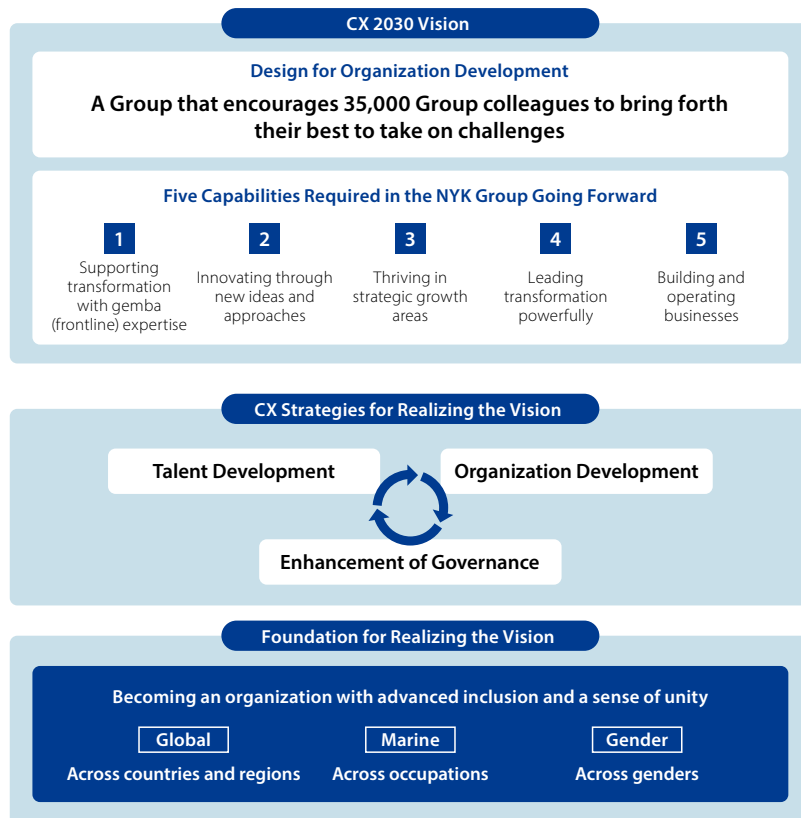 CX 2030 Vision
Design for Organization Development
A Group that encourages 35,000 Group colleagues to bring forth
their best to take on challenges
Five Capabilities Required in the NYK Group Going Forward
1
Supporting
transformation
with gemba
(frontline) expertise
2
Innovating through
new ideas and
approaches
3
Thriving in
strategic growth
areas
4
Leading
transformation
powerfully
5
Building and
operating
businesses
CX Strategies for Realizing the Vision
Talent Development
Organization Development
Enhancement of Governance
Foundation for Realizing the Vision
Becoming an organization with advanced inclusion and a sense of unity
Global
Across countries and regions
Marine
Across occupations
Gender
Across genders